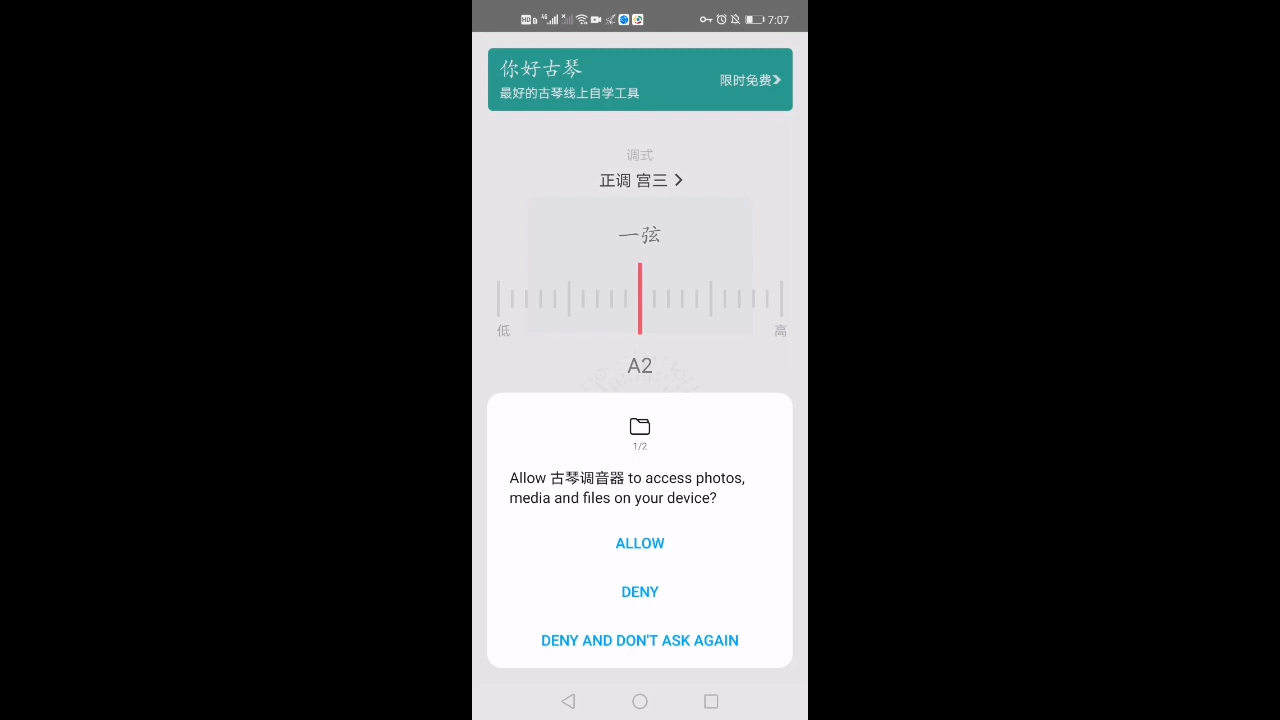 7:07
你好古琴
最好的古琴线上自学工具
限时免费
调式
正调 宫三
一弦
低
高
A2
1/2
Allow 古琴调音器 to access photos,
media and files on your device?
ALLOW
DENY
DENY AND DON'T ASK AGAIN